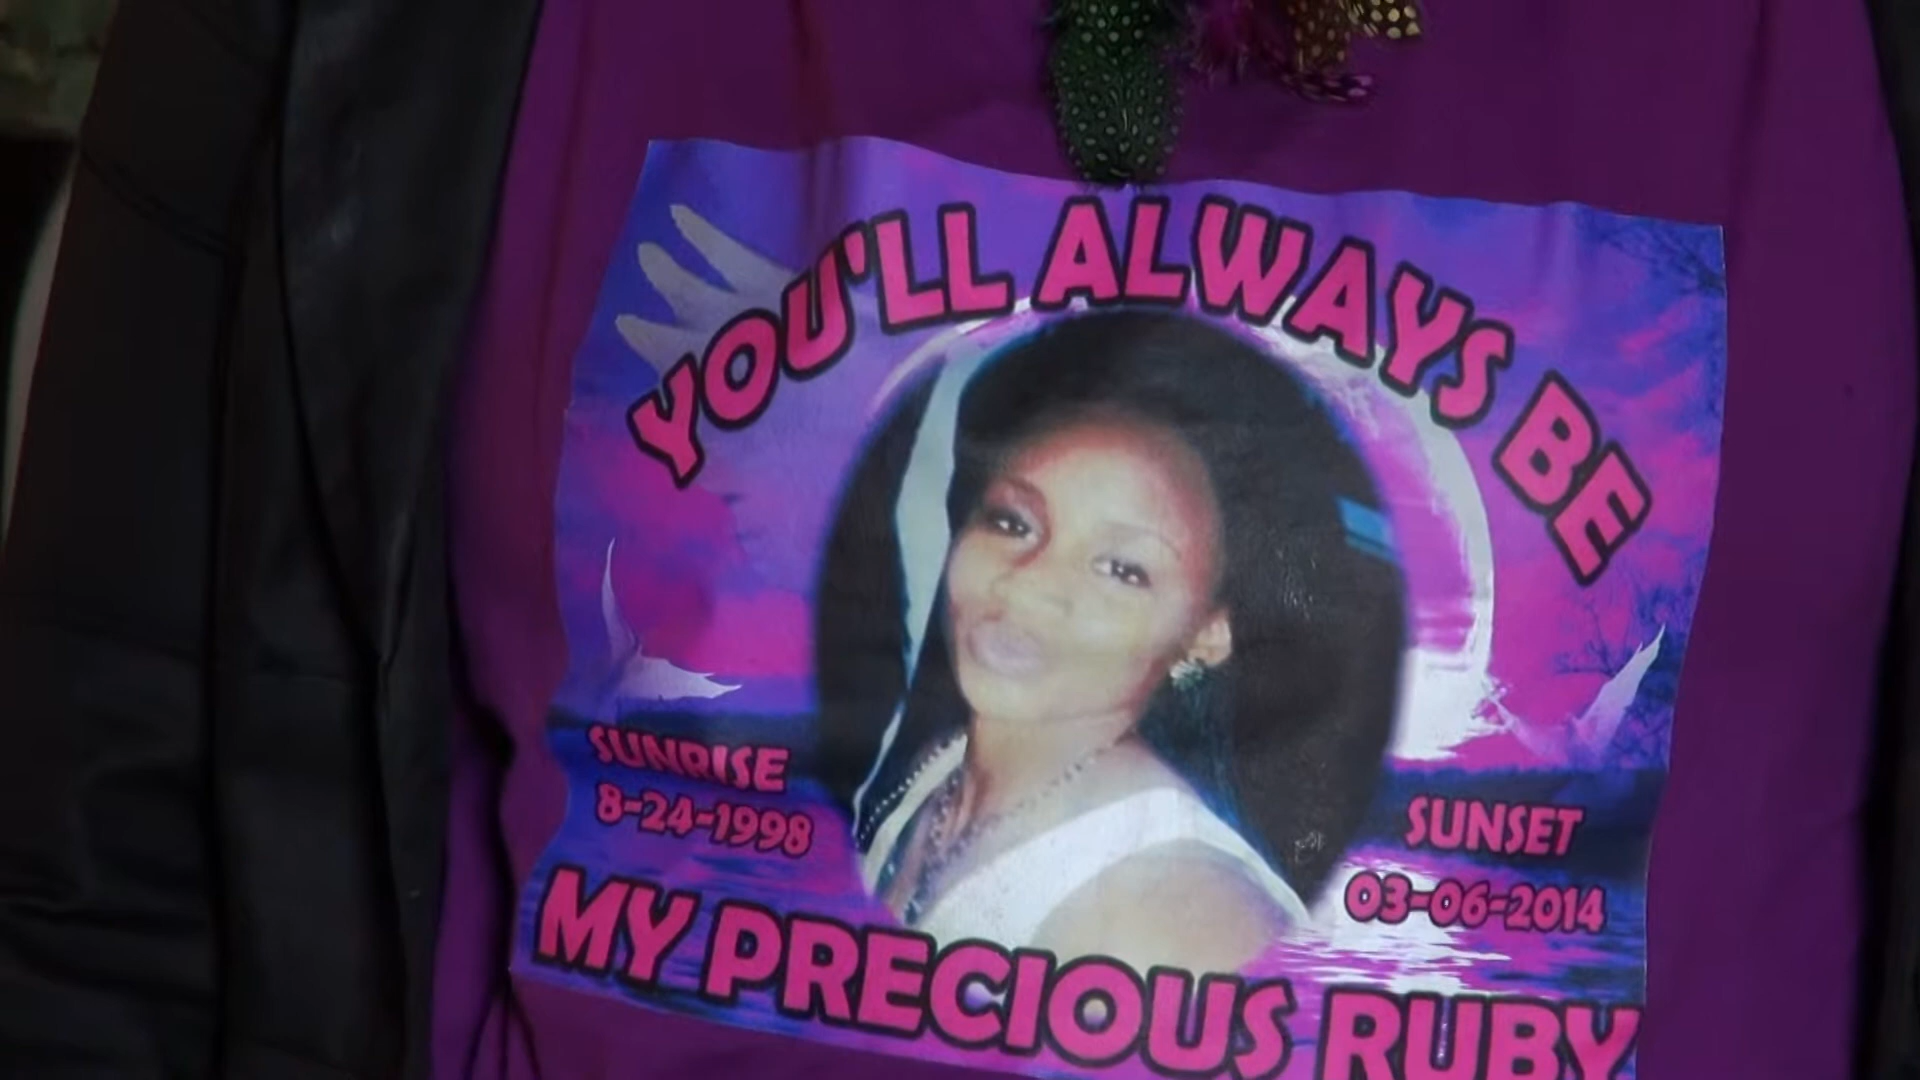 YOU'LL ALWAYS BE
SUNRISE
8-24-1998
SUNSET
03-06-2014
MY PRECIOUS RUBY